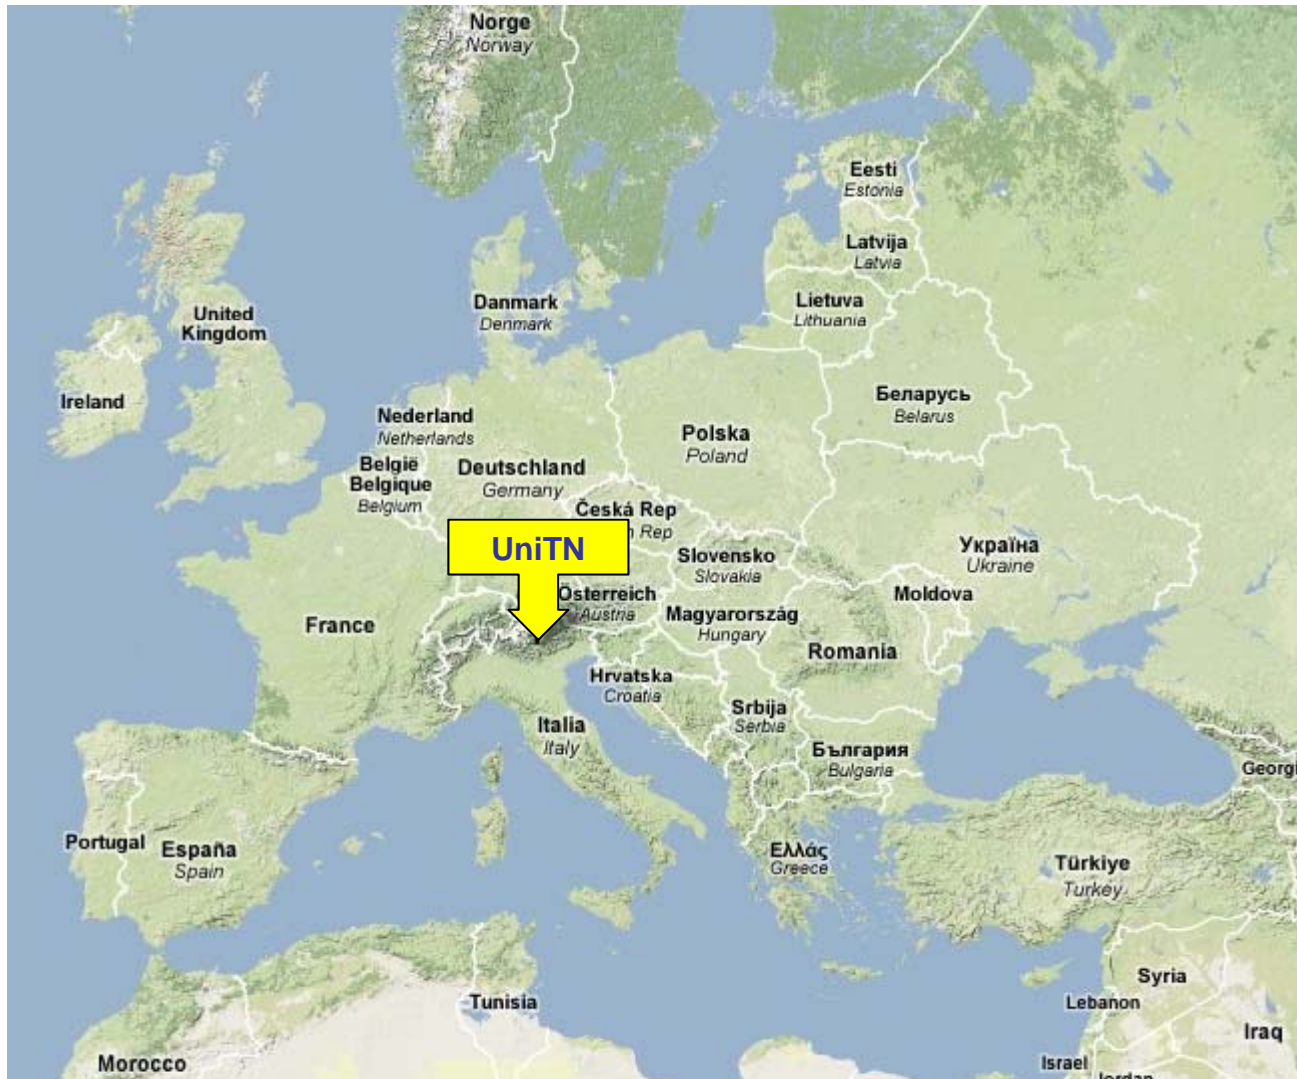 Norge
Norway
Eesti
Estonia
Latvija
Latvia
Danmark
Denmark
Lietuva
Lithuania
United
Kingdom
Ireland
Беларусь
Belarus
Nederland
Netherlands
Polska
Poland
België
Belgique
Belgium
Deutschland
Germany
Česká Rep
Rep
UniTN
Slovensko
Slovakia
Україна
Ukraine
Österreich
Austria
Moldova
Magyarország
Hungary
France
Romania
Hrvatska
Croatia
Srbija
Serbia
Italia
Italy
България
Bulgaria
Georgi
Portugal
España
Spain
Ελλάς
Greece
Türkiye
Turkey
Syria
Tunisia
Lebanon
Iraq
Morocco
Israel